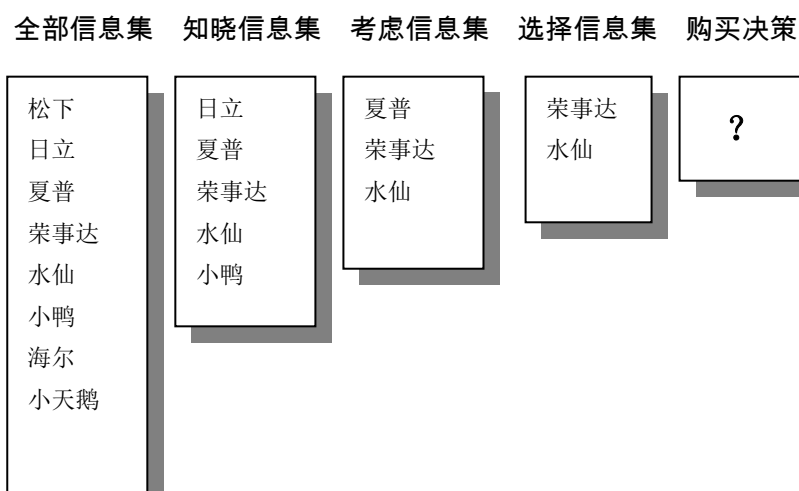 全部信息集 知晓信息集 考虑信息集 选择信息集 购买决策
松下
日立
夏普
荣事达
水仙
小鸭
海尔
小天鹅
日立
夏普
荣事达
水仙
小鸭
夏普
荣事达
水仙
荣事达
水仙
?